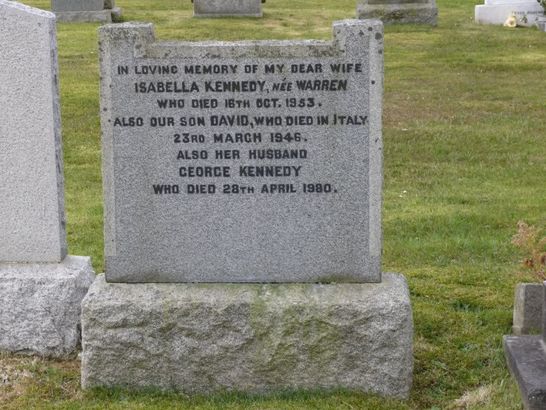 IN LOVING MEMORY OF MY DEAR WIFE
ISABELLA KENNEDY, NÉE WARREN
WHO DIED 16TH OCT. 1953.
ALSO OUR SON DAVID, WHO DIED IN ITALY
23RD MARCH 1946.
ALSO HER HUSBAND
GEORGE KENNEDY
WHO DIED 28TH APRIL 1980.